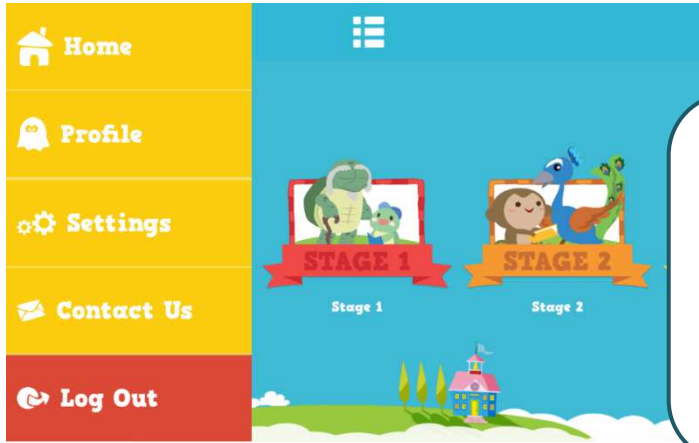 Home
Profile
Settings
Contact Us
Log Out
STAGE 1
STAGE 2
Stage 1
Stage 2